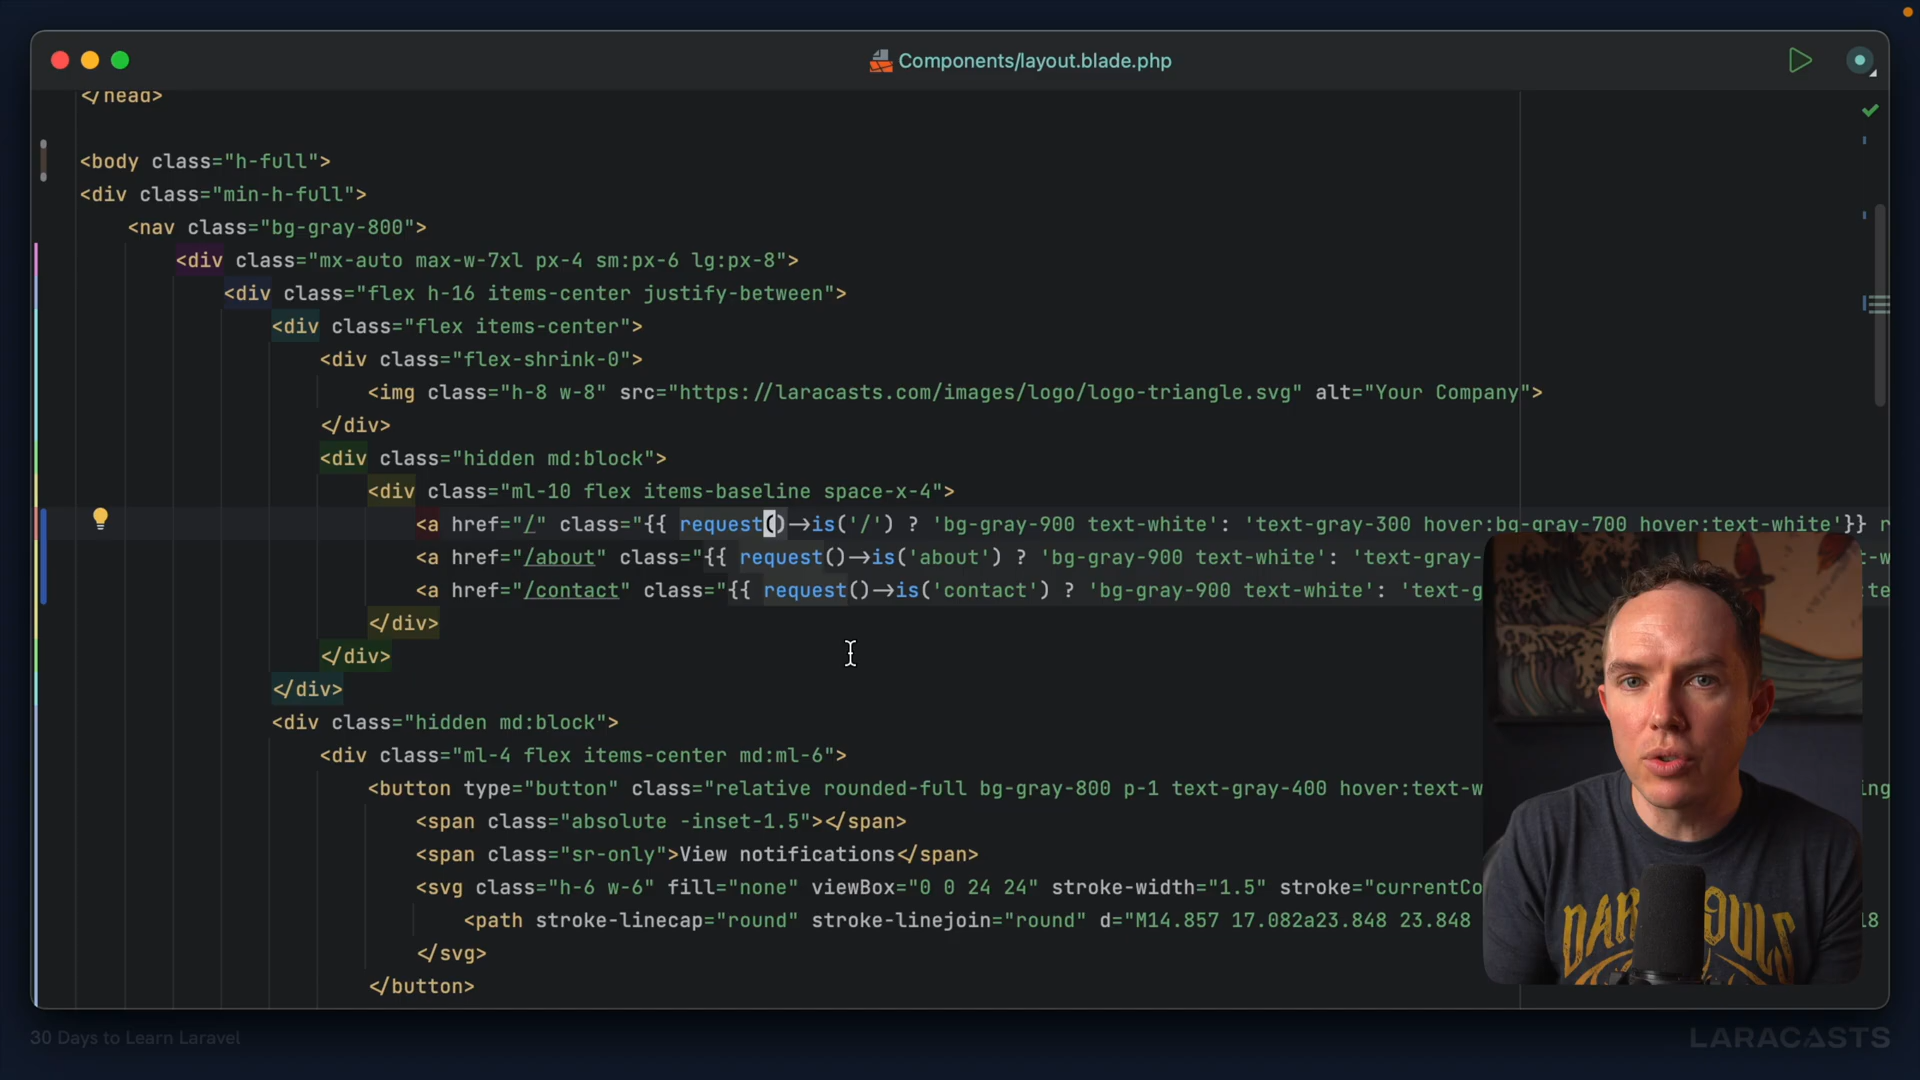 Components/layout.blade.php
</head>
<body class="h-full">
<div class="min-h-full">
<nav class="bg-gray-800">
<div class="mx-auto max-w-7xl px-4 sm:px-6 lg:px-8">
<div class="flex h-16 items-center justify-between">
<div class="flex items-center">
<div class="flex-shrink-0">
<img class="h-8 w-8" src="https://laracasts.com/images/logo/logo-triangle.svg" alt="Your Company">
</div>
<div class="hidden md:block">
<div class="ml-10 flex items-baseline space-x-4">
<a href="/" class="{{ request()->is('/') ? 'bg-gray-900 text-white': 'text-gray-300 hover:bg-gray-700 hover:text-white'}} r
<a href="/about" class="{{ request()->is('about') ? 'bg-gray-900 text-white': 'text-gray-
<a href="/contact" class="{{ request()->is('contact') ? 'bg-gray-900 text-white': 'text-g
</div>
</div>
</div>
<div class="hidden md:block">
<div class="ml-4 flex items-center md:ml-6">
<button type="button" class="relative rounded-full bg-gray-800 p-1 text-gray-400 hover:text-w ing
<span class="absolute -inset-1.5"></span>
<span class="sr-only">View notifications</span>
<svg class="h-6 w-6" fill="none" viewBox="0 0 24 24" stroke-width="1.5" stroke="currentCo
<path stroke-linecap="round" stroke-linejoin="round" d="M14.857 17.082a23.848 23.848 18
</svg>
</button>
30 Days to Learn Laravel
LARACASTS